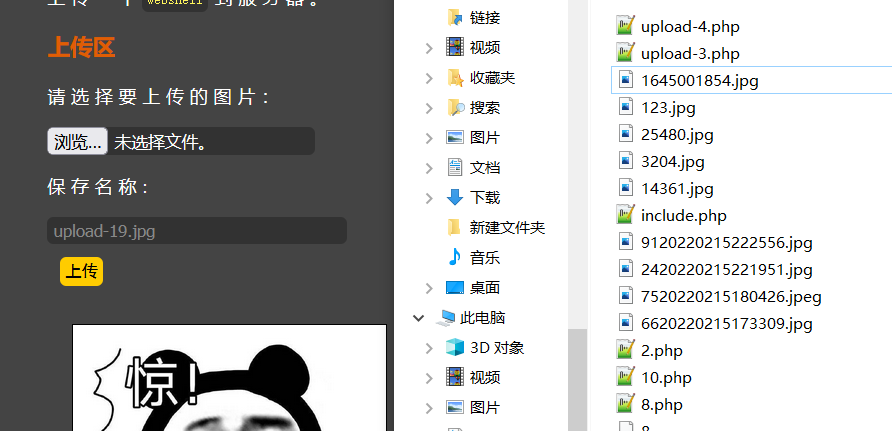 上传一个 webshell 到服务器。
上传区
请选择要上传的图片：
浏览... 未选择文件。
保存名称：
upload-19.jpg
上传
惊！
链接
视频
收藏夹
搜索
图片
文档
下载
新建文件夹
音乐
桌面
此电脑
3D 对象
视频
图片
upload-4.php
upload-3.php
1645001854.jpg
123.jpg
25480.jpg
3204.jpg
14361.jpg
include.php
9120220215222556.jpg
2420220215221951.jpg
7520220215180426.jpeg
6620220215173309.jpg
2.php
10.php
8.php